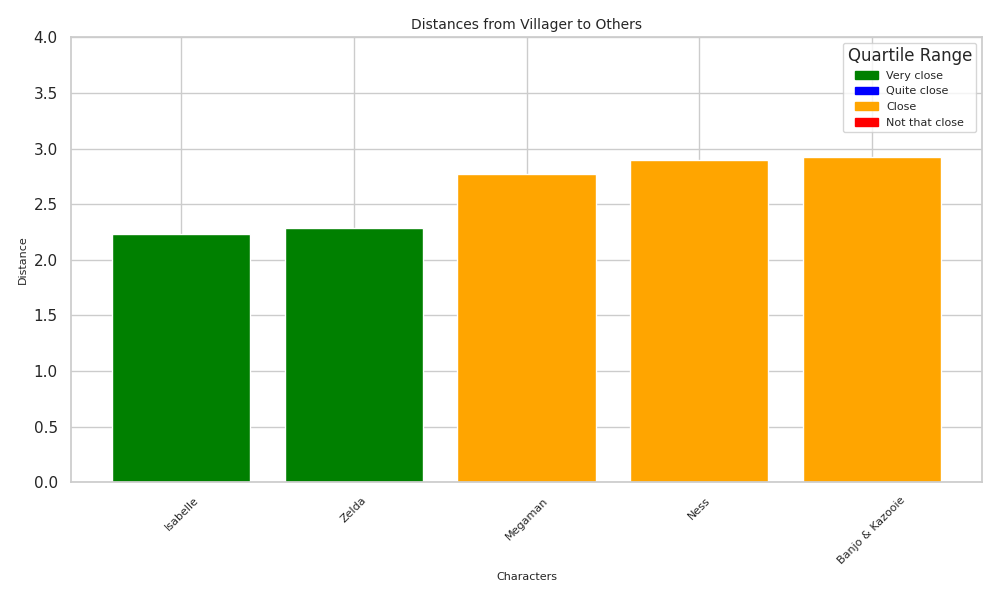 Distances from Villager to Others
4.0
3.5
3.0
2.5
2.0
1.5
1.0
0.5
0.0
Distance
Quartile Range
Very close
Quite close
Close
Not that close
Isabelle
Zelda
Megaman
Ness
Banjo & Kazooie
Characters